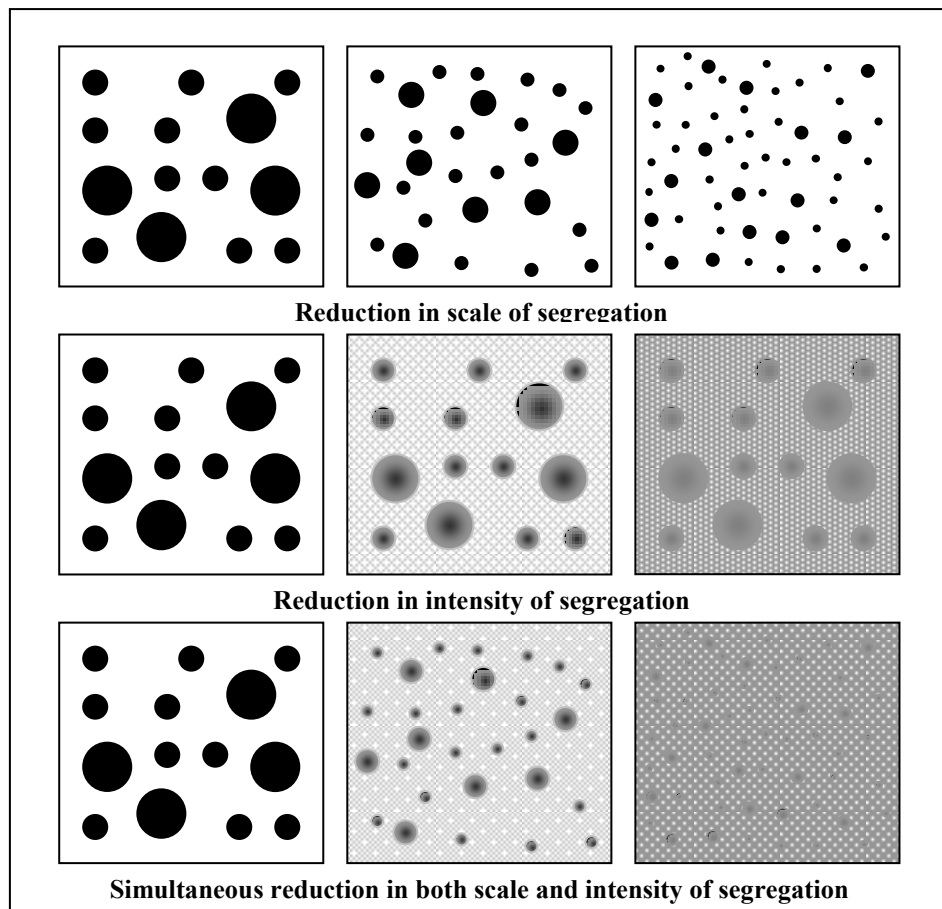 Reduction in scale of segregation
Reduction in intensity of segregation
Simultaneous reduction in both scale and intensity of segregation